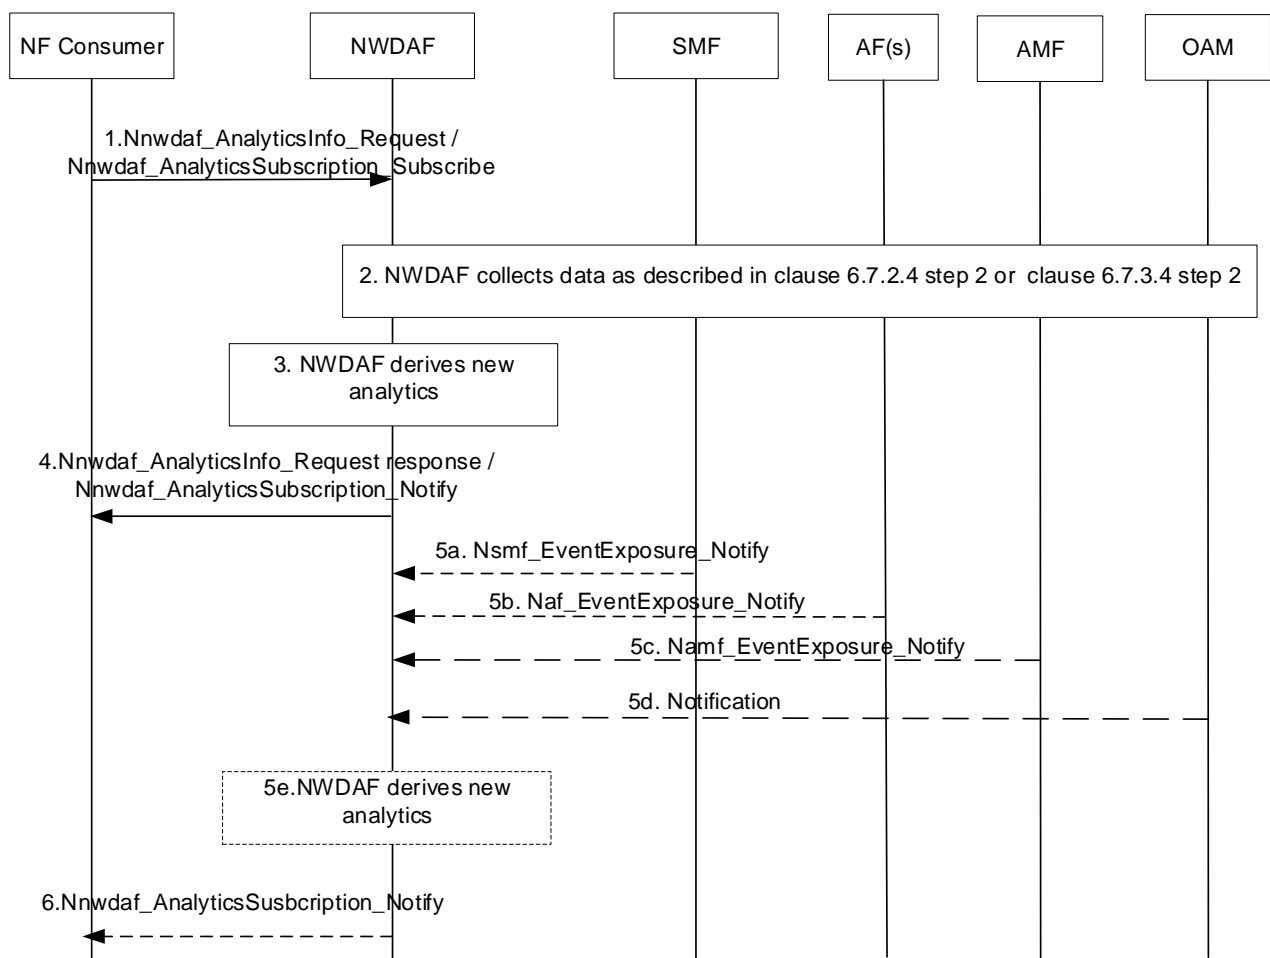 NF Consumer
NWDAF
SMF
AF(s)
AMF
OAM
1.Nnwdaf_AnalyticsInfo_Request /
Nnwdaf_AnalyticsSubscription_Subscribe
2. NWDAF collects data as described in clause 6.7.2.4 step 2 or clause 6.7.3.4 step 2
3. NWDAF derives new
analytics
4.Nnwdaf_AnalyticsInfo_Request response /
Nnwdaf_AnalyticsSubscription_Notify
5a. Nsmf_EventExposure_Notify
5b. Naf_EventExposure_Notify
5c. Namf_EventExposure_Notify
5d. Notification
5e.NWDAF derives new
analytics
6.Nnwdaf_AnalyticsSusbcription_Notify